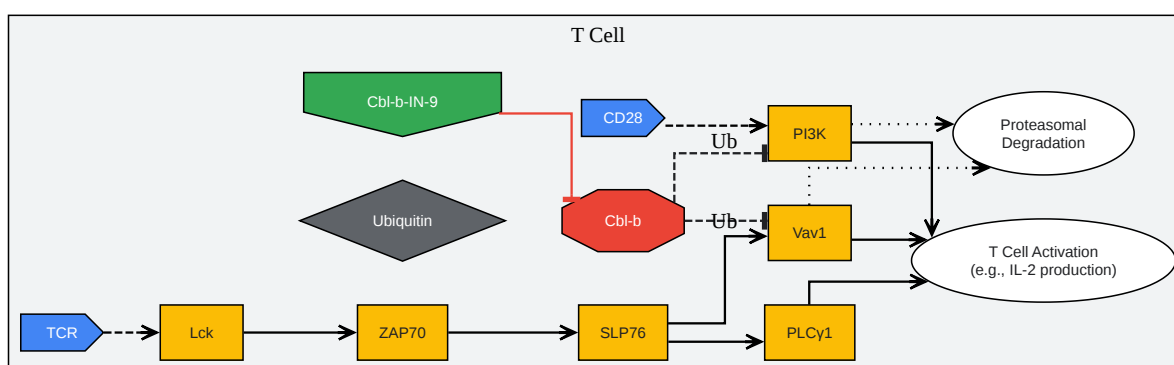 T Cell
Cbl-b-IN-9
CD28
PI3K
Proteasomal
Degradation
Ub
Ubiquitin
Cbl-b
Ub
Vav1
T Cell Activation
(e.g., IL-2 production)
TCR
Lck
ZAP70
SLP76
PLCγ1